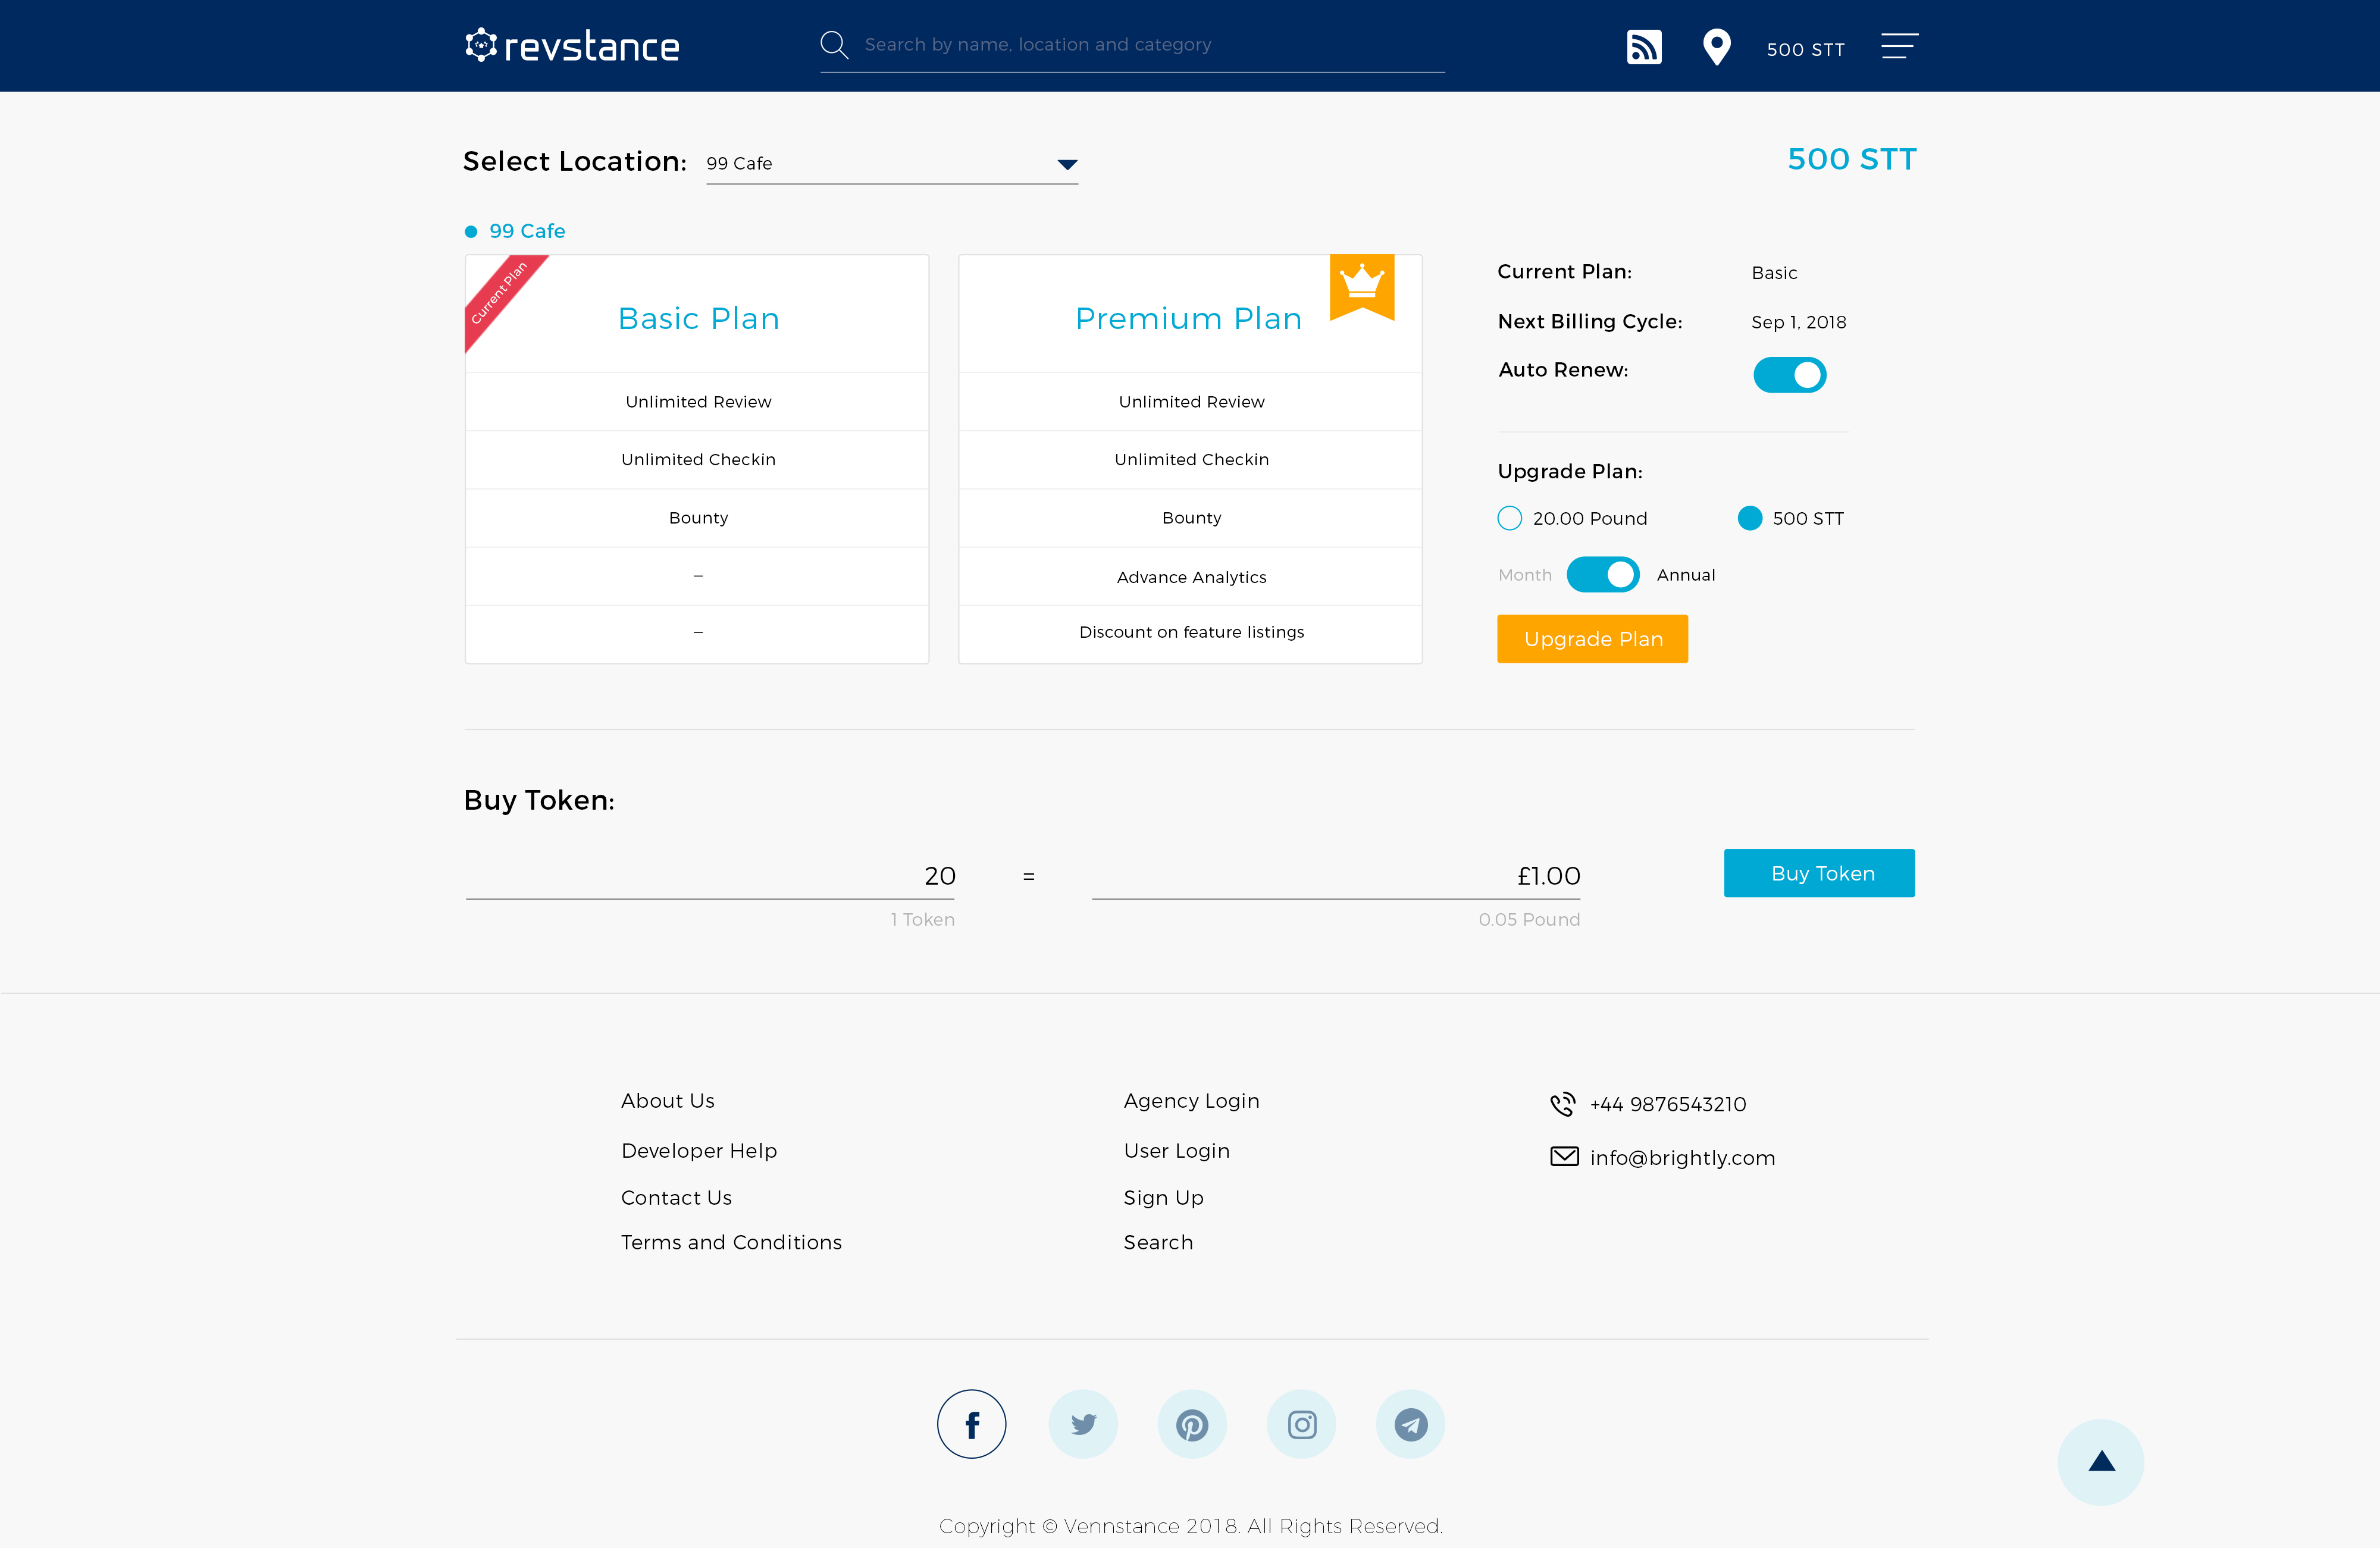 revstance
Search by name, location and category
500 STT
Select Location:
99 Cafe
500 STT
99 Cafe
Current Plan
Basic Plan
Unlimited Review
Unlimited Checkin
Bounty
–
–
Premium Plan
Unlimited Review
Unlimited Checkin
Bounty
Advance Analytics
Discount on feature listings
Current Plan:
Basic
Next Billing Cycle:
Sep 1, 2018
Auto Renew:
Upgrade Plan:
20.00 Pound
500 STT
Month
Annual
Upgrade Plan
Buy Token:
20
=
£1.00
Buy Token
1 Token
0.05 Pound
About Us
Developer Help
Contact Us
Terms and Conditions
Agency Login
User Login
Sign Up
Search
+44 9876543210
info@brightly.com
Copyright © Vennstance 2018. All Rights Reserved.